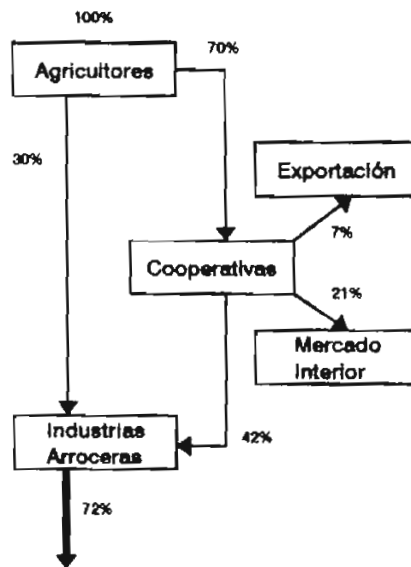 100%
Agricultores
70%
30%
Exportación
7%
Cooperativas
21%
Mercado
Interior
Industrias
Arroceras
42%
72%